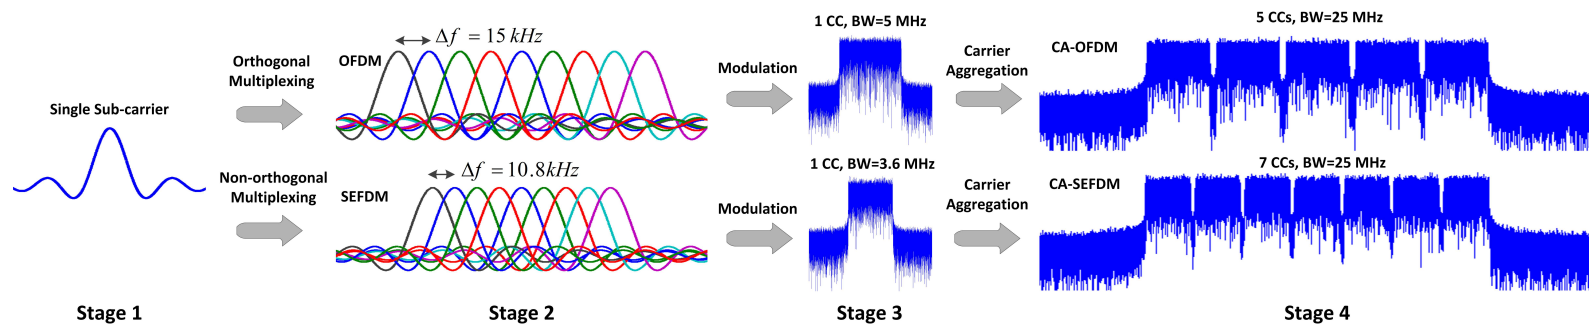 Single Sub-carrier
Stage 1
Orthogonal
Multiplexing
Non-orthogonal
Multiplexing
Δf = 15 kHz
OFDM
Δf = 10.8kHz
SEFDM
Stage 2
Modulation
Modulation
1 CC, BW=5 MHz
1 CC, BW=3.6 MHz
Stage 3
Carrier
Aggregation
Carrier
Aggregation
5 CCs, BW=25 MHz
CA-OFDM
7 CCs, BW=25 MHz
CA-SEFDM
Stage 4